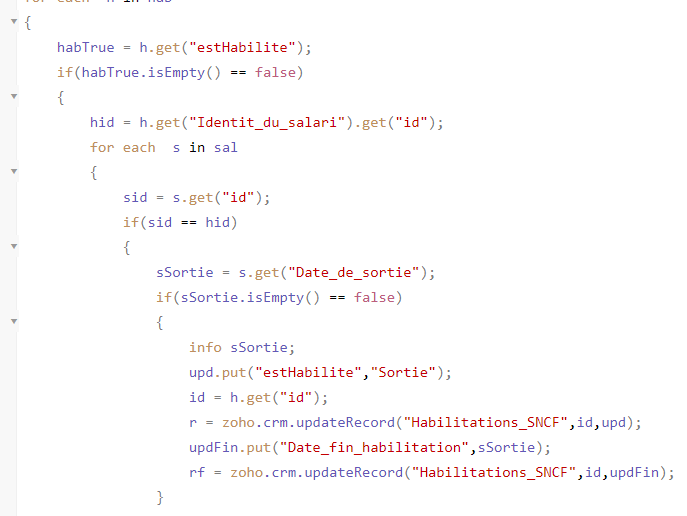 for each  h in hab
{
habTrue = h.get("estHabilite");
if(habTrue.isEmpty() == false)
{
hid = h.get("Identit_du_salari").get("id");
for each  s in sal
{
sid = s.get("id");
if(sid == hid)
{
sSortie = s.get("Date_de_sortie");
if(sSortie.isEmpty() == false)
{
info sSortie;
upd.put("estHabilite","Sortie");
id = h.get("id");
r = zoho.crm.updateRecord("Habilitations_SNCF",id,upd);
updFin.put("Date_fin_habilitation",sSortie);
rf = zoho.crm.updateRecord("Habilitations_SNCF",id,updFin);
}